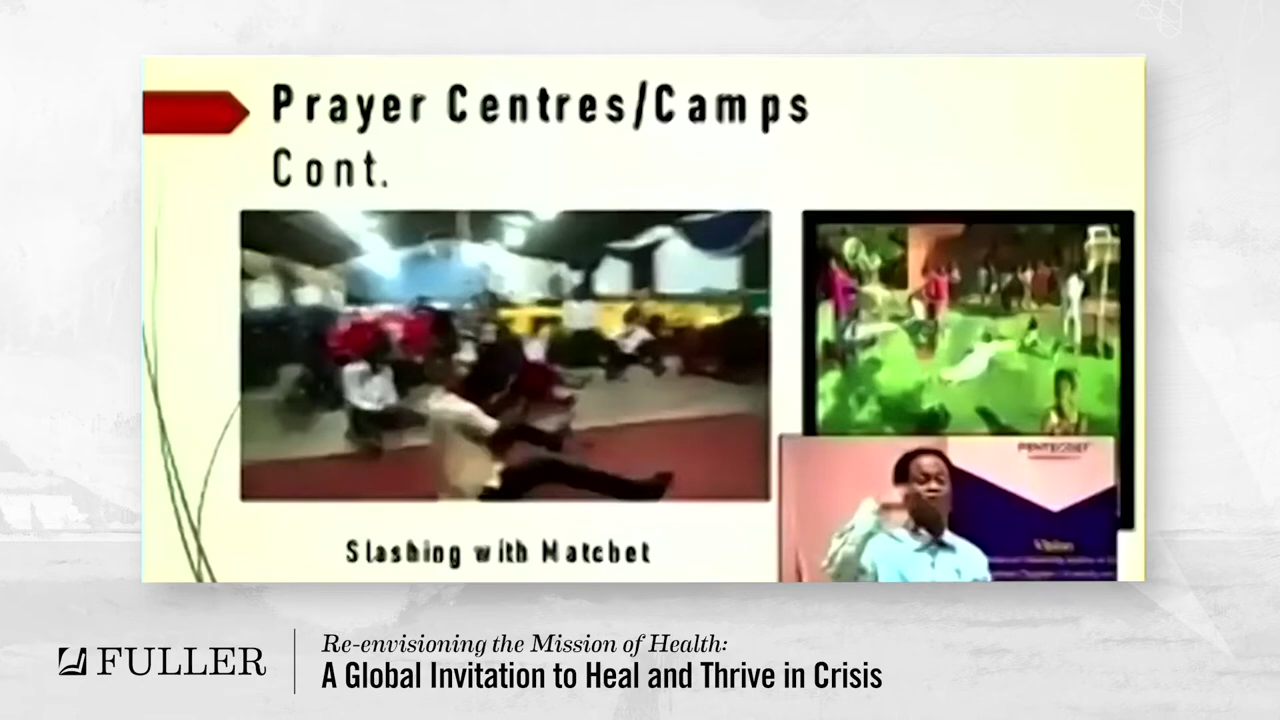 Prayer Centres/Camps
Cont.
Slashing with Matchet
Vision
FULLER
Re-envisioning the Mission of Health:
A Global Invitation to Heal and Thrive in Crisis